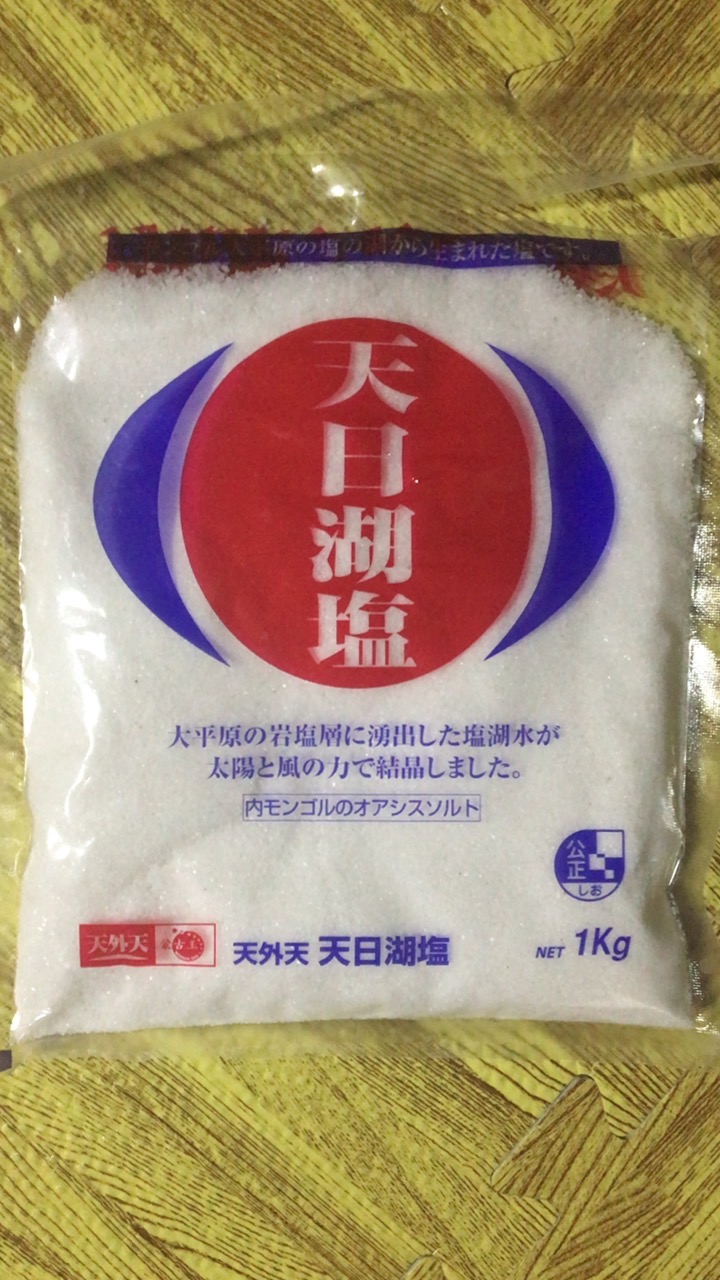 原の塩の湖から生まれた塩です。
天日湖塩
大平原の岩塩層に湧出した塩湖水が
太陽と風の力で結晶しました。
内モンゴルのオアシスソルト
公正
しお
天外天
天外天 天日湖塩
NET 1Kg